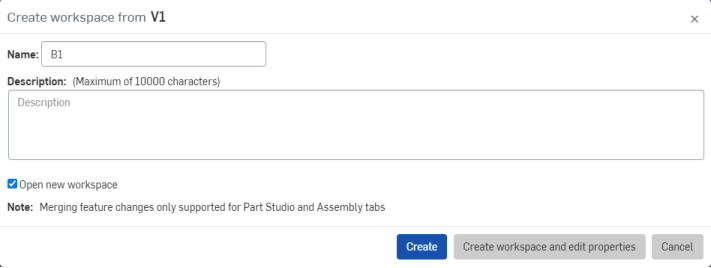 Create workspace from V1
×
Name: B1
Description: (Maximum of 10000 characters)
Description
Open new workspace
Note: Merging feature changes only supported for Part Studio and Assembly tabs
Create Create workspace and edit properties Cancel